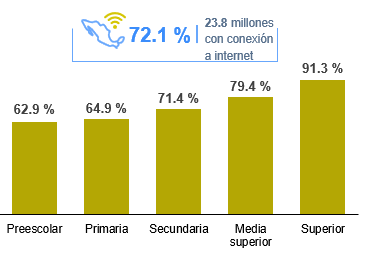 72.1 %
23.8 millones
con conexión
a internet
62.9 %
64.9 %
71.4 %
79.4 %
91.3 %
Preescolar
Primaria
Secundaria
Media
superior
Superior